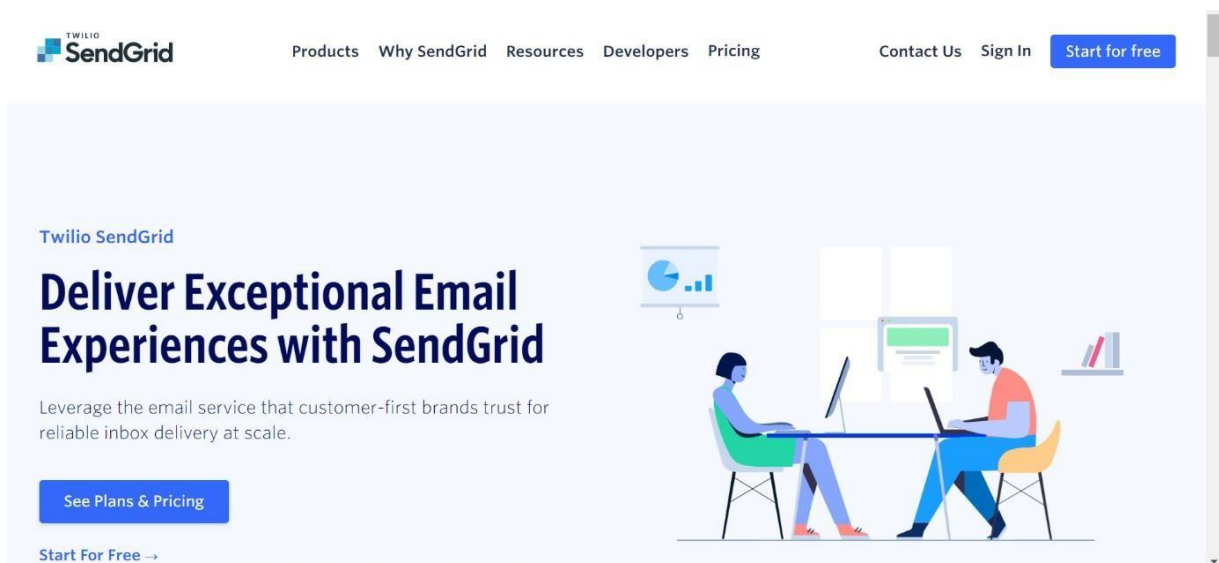 TWILIO
SendGrid
Products Why SendGrid Resources Developers Pricing Contact Us Sign In Start for free
Twilio SendGrid
Deliver Exceptional Email
Experiences with SendGrid
Leverage the email service that customer-first brands trust for
reliable inbox delivery at scale.
See Plans & Pricing
Start For Free →